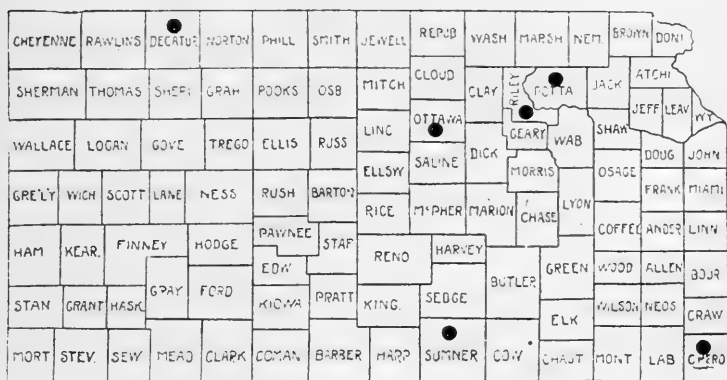 CHEYENNE RAWLINS DECATUR NORTON PHILL SMITH JEWELL REPUB WASH MARSH NEM. BROWN DONI
SHERMAN THOMAS SHERI GRAH ROOKS OSB MITCH CLOUD CLAY RILEY POTTA JACK ATCHI
JEFF LEAV WY
WALLACE LOGAN GOVE TREGO ELLIS RUSS LINC OTTAWA GEARY WAB SHAW
SALINE DICK DOUG JOHN
GRE'LY WICH SCOTT LANE NESS RUSH BARTON ELLSW MORRIS OSAGE FRANK MIAMI
RICE McPHER MARION CHASE LYON
PAWNEE STAF COFFEE ANDER LINN
HAM KEAR. FINNEY HODGE RENO HARVEY
EDW GREEN WOOD ALLEN BOUR
GRAY FORD BUTLER
STAN GRANT HASK. KIOWA PRATT KING. SEDGE WILSON NEOS CRAW
ELK
MORT STEV. SEW MEAD CLARK COMAN BARBER HARP SUMNER COW CHAUT MONT LAB CHERO